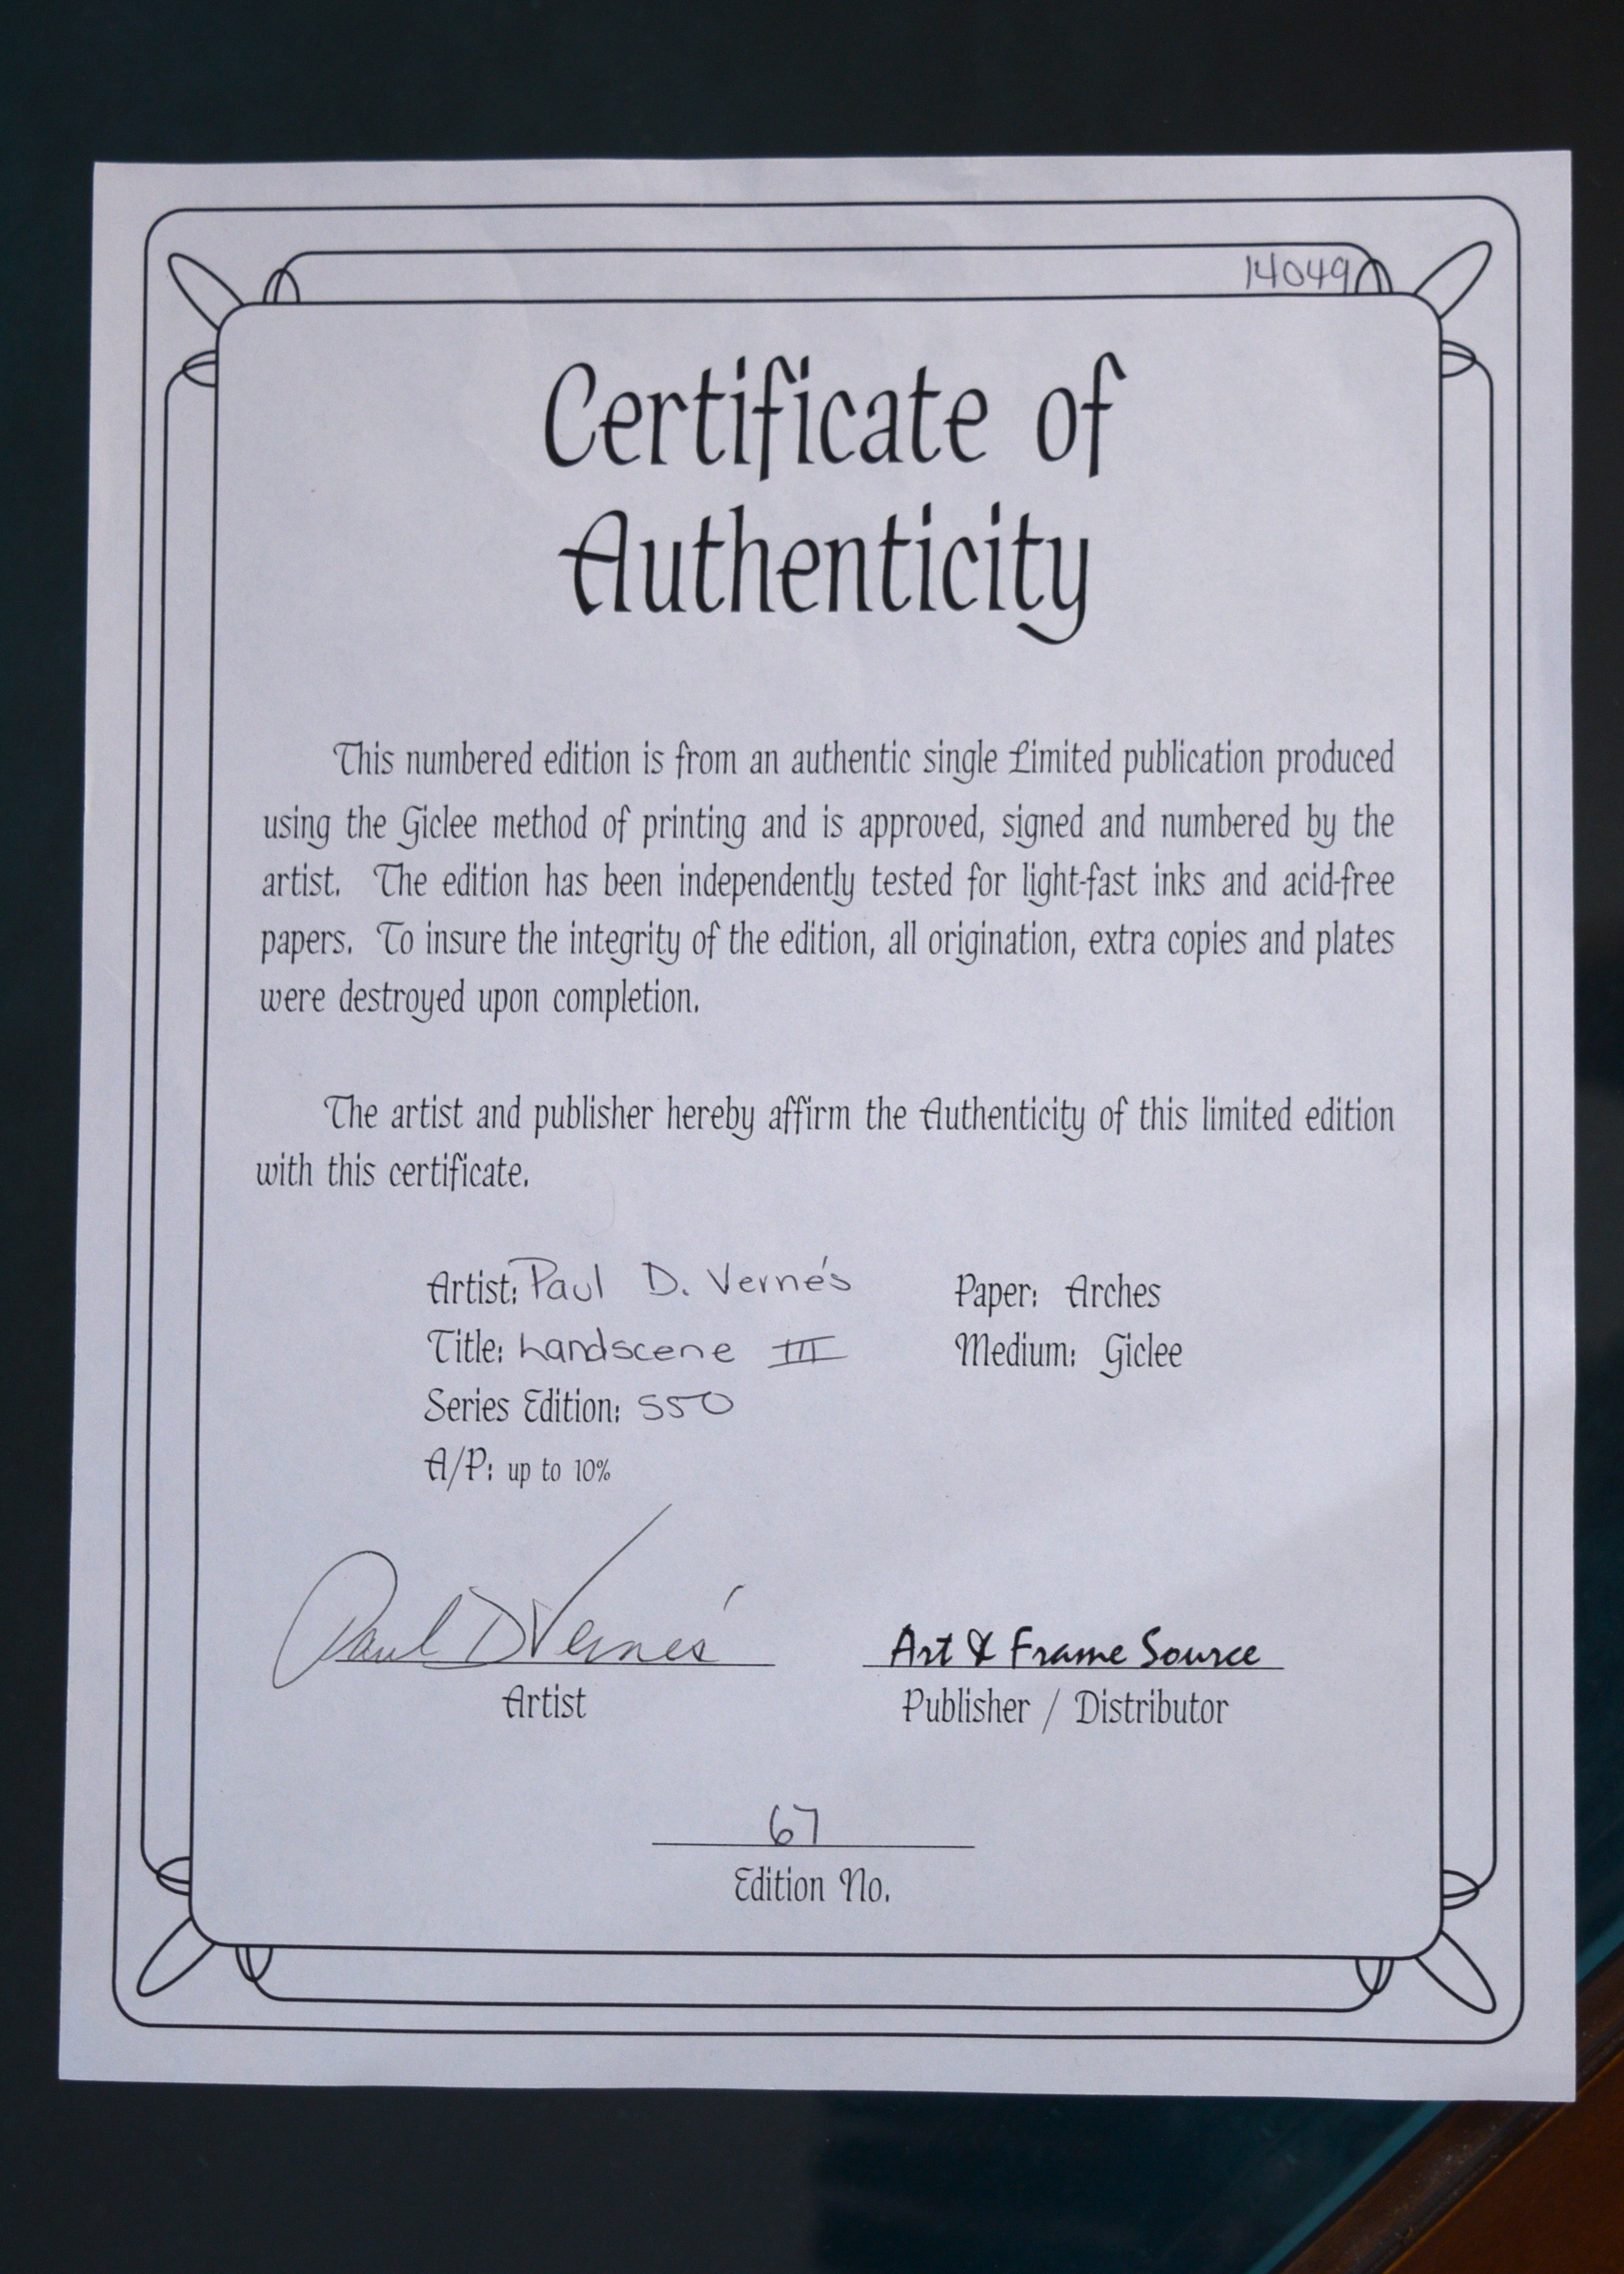 14049
Certificate of
Authenticity
This numbered edition is from an authentic single Limited publication produced
using the Giclee method of printing and is approved, signed and numbered by the
artist. The edition has been independently tested for light-fast inks and acid-free
papers. To insure the integrity of the edition, all origination, extra copies and plates
were destroyed upon completion.
The artist and publisher hereby affirm the Authenticity of this limited edition
with this certificate.
Artist: Paul D. Vernés Paper: Arches
Title: Landscene III Medium: Giclee
Series Edition: 550
A/P: up to 10%
Paul D Vernés Art & Frame Source
Artist Publisher / Distributor
67
Edition No.